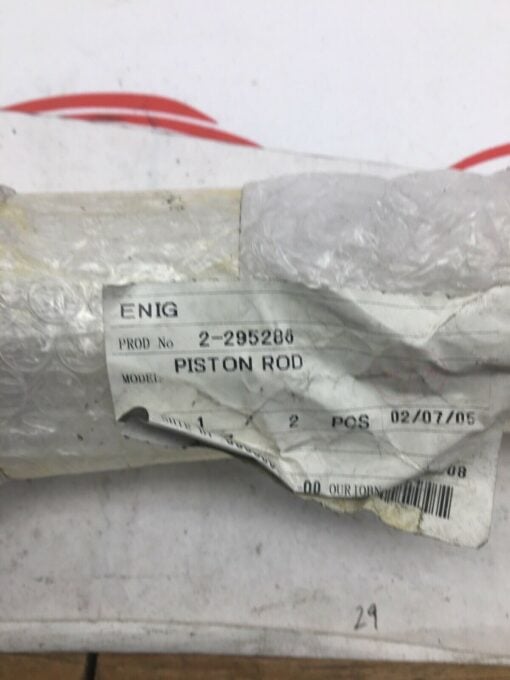 ENIG
PROD No 2-295286
MODEL PISTON ROD
1 / 2 PCS 02/07/05
08
00
29